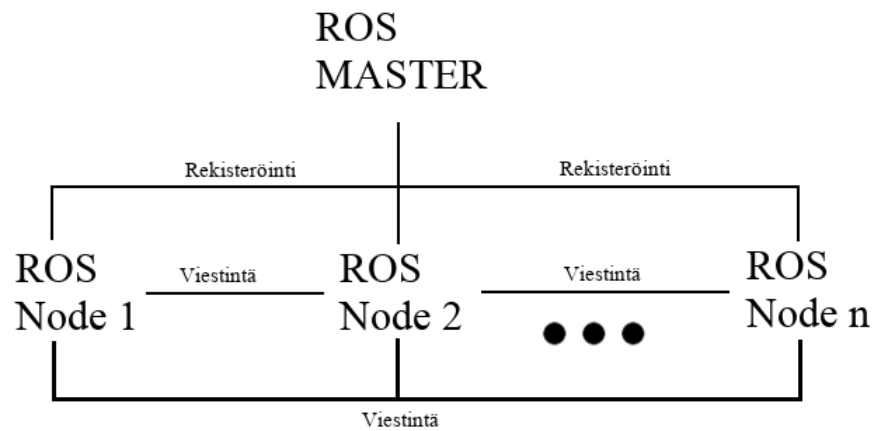 ROS
MASTER
Rekisteröinti
Rekisteröinti
ROS
Node 1
Viestintä
ROS
Node 2
Viestintä
ROS
Node n
Viestintä